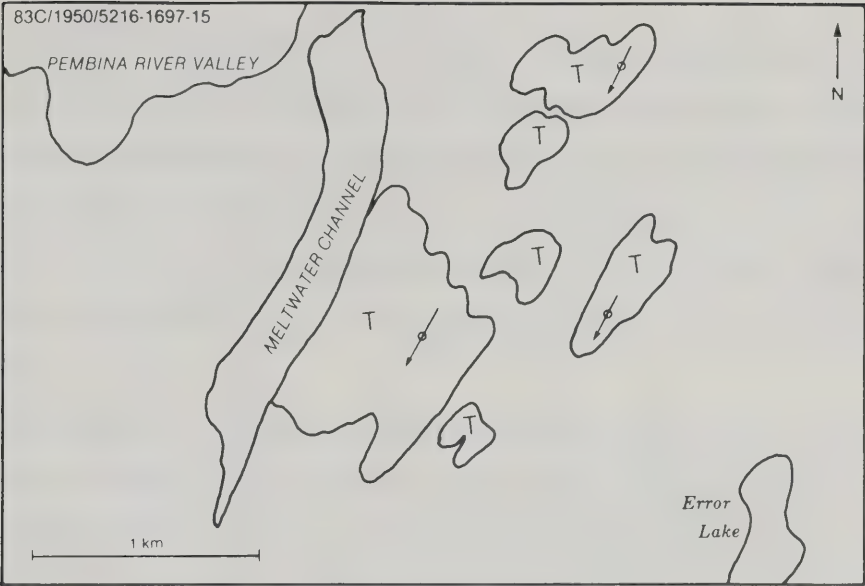 83C/1950/5216-1697-15
PEMBINA RIVER VALLEY
N
T
T
MELTWATER CHANNEL
T
T
T
T
Error
Lake
1 km